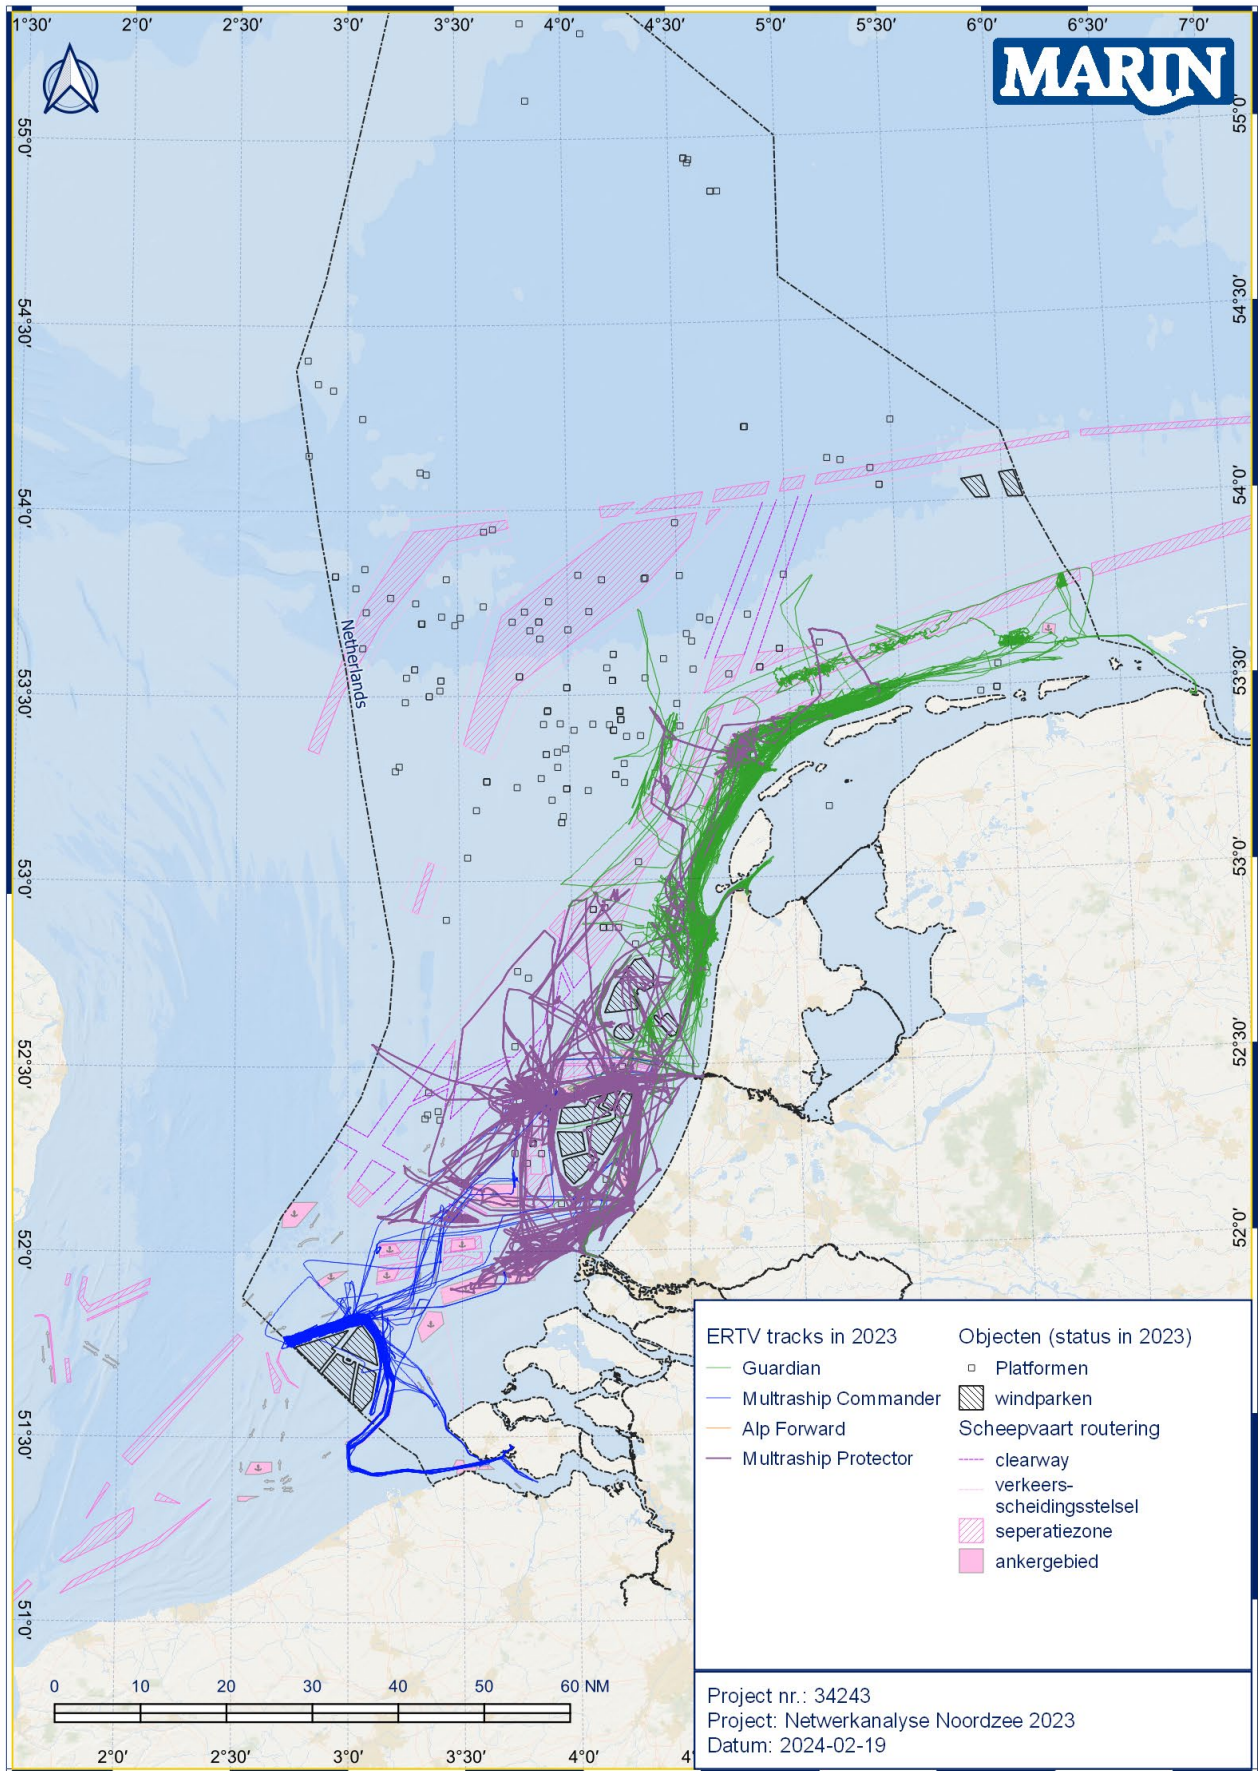 1°30' 2°0' 2°30' 3°0' 3°30' 4°0' 4°30' 5°0' 5°30' 6°0' 6°30' 7°0'
MARIN
55°0' 55°0'
54°30' 54°30'
54°0' 54°0'
Netherlands
53°30' 53°30'
53°0' 53°0'
52°30' 52°30'
52°0' 52°0'
51°30'
51°0'
ERTV tracks in 2023
Guardian
Multraship Commander
Alp Forward
Multraship Protector
Objecten (status in 2023)
Platformen
windparken
Scheepvaart routering
clearway
verkeers-
scheidingsstelsel
seperatiezone
ankergebied
0 10 20 30 40 50 60 NM
Project nr.: 34243
Project: Netwerkanalyse Noordzee 2023
Datum: 2024-02-19
2°0' 2°30' 3°0' 3°30' 4°0'